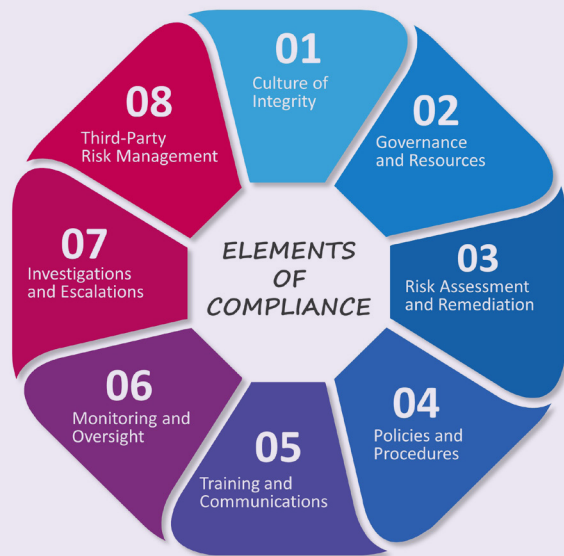 01
Culture of
Integrity
02
Governance
and Resources
03
Risk Assessment
and Remediation
04
Policies and
Procedures
05
Training and
Communications
06
Monitoring and
Oversight
07
Investigations
and Escalations
08
Third-Party
Risk Management
ELEMENTS
OF
COMPLIANCE